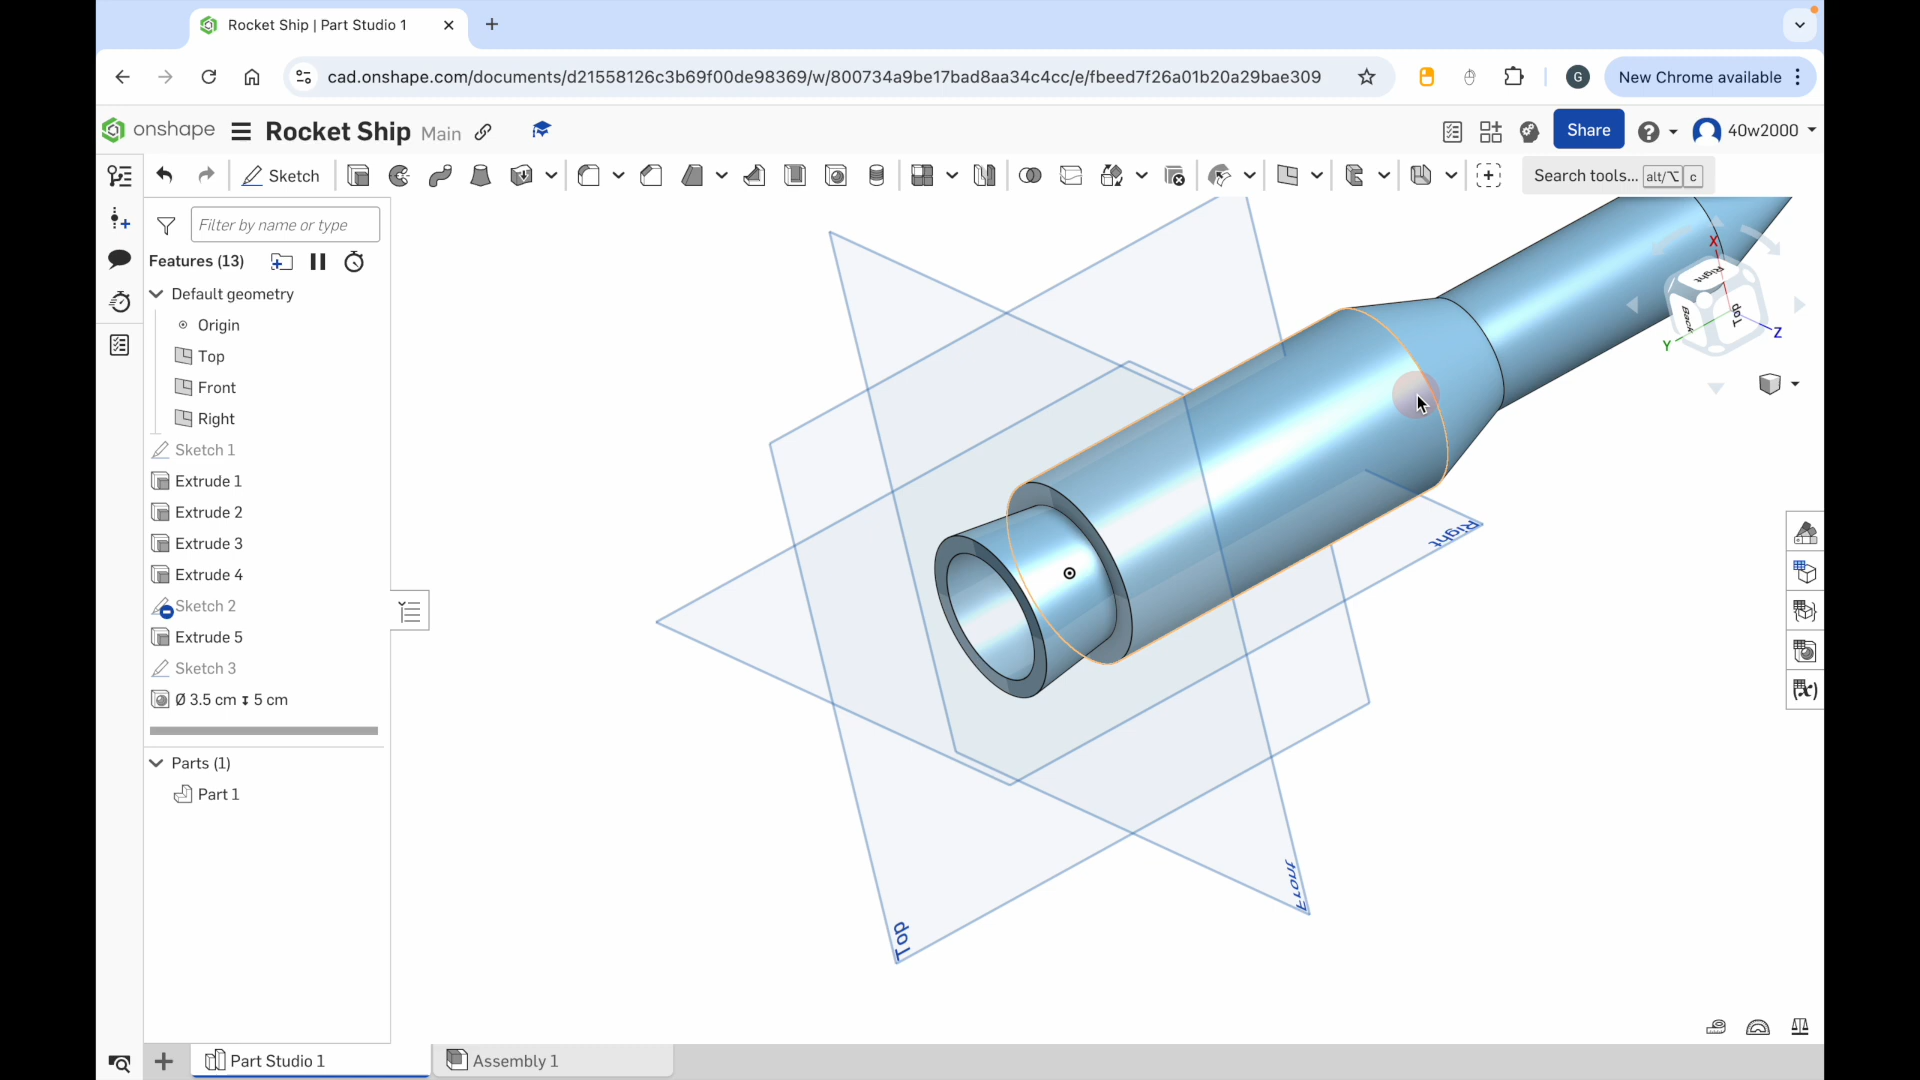 Rocket Ship | Part Studio 1
cad.onshape.com/documents/d21558126c3b69f00de98369/w/800734a9be17bad8aa34c4cc/e/fbeed7f26a01b20a29bae309
G
New Chrome available
onshape
Rocket Ship Main
Share
40w2000
Sketch
Search tools... alt/⌥ c
Filter by name or type
Features (13)
Default geometry
Origin
Top
Front
Right
Sketch 1
Extrude 1
Extrude 2
Extrude 3
Extrude 4
Sketch 2
Extrude 5
Sketch 3
Ø 3.5 cm ↧ 5 cm
Parts (1)
Part 1
X
Right
Back
Top
Z
Y
Right
Front
Top
Part Studio 1
Assembly 1